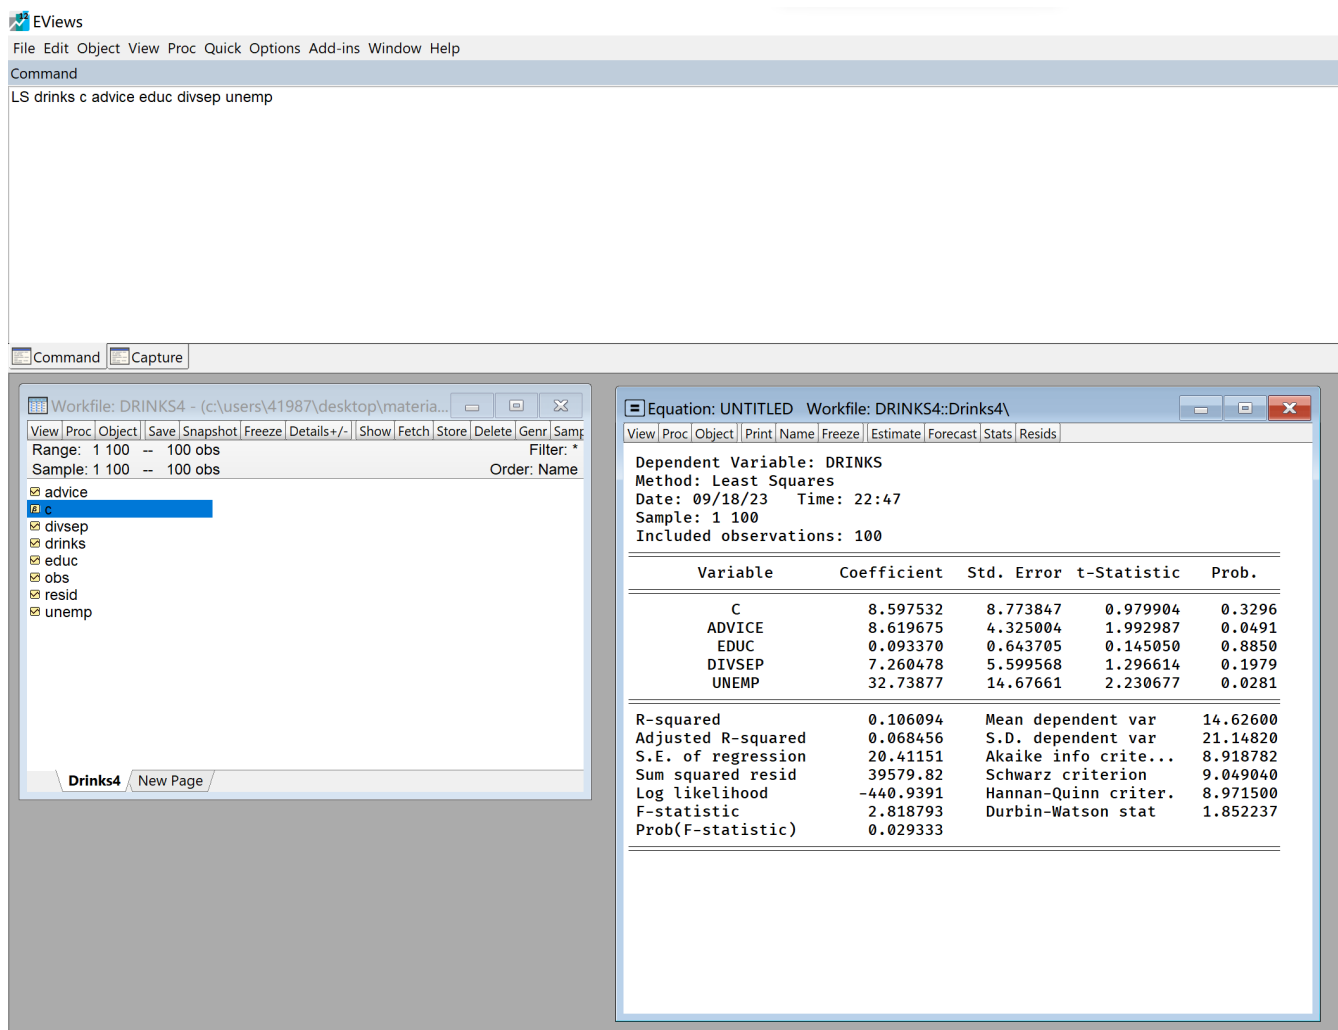 12 EViews
File Edit Object View Proc Quick Options Add-ins Window Help
Command
LS drinks c advice educ divsep unemp
Command Capture
Workfile: DRINKS4 - (c:\users\41987\desktop\materia...
View Proc Object Save Snapshot Freeze Details+/- Show Fetch Store Delete Genr Samp
Range: 1 100 -- 100 obs Filter: *
Sample: 1 100 -- 100 obs Order: Name
advice
β c
divsep
drinks
educ
obs
resid
unemp
Drinks4 New Page
Equation: UNTITLED Workfile: DRINKS4::Drinks4\
View Proc Object Print Name Freeze Estimate Forecast Stats Resids
Dependent Variable: DRINKS
Method: Least Squares
Date: 09/18/23 Time: 22:47
Sample: 1 100
Included observations: 100
Variable Coefficient Std. Error t-Statistic Prob.
C 8.597532 8.773847 0.979904 0.3296
ADVICE 8.619675 4.325004 1.992987 0.0491
EDUC 0.093370 0.643705 0.145050 0.8850
DIVSEP 7.260478 5.599568 1.296614 0.1979
UNEMP 32.73877 14.67661 2.230677 0.0281
R-squared 0.106094 Mean dependent var 14.62600
Adjusted R-squared 0.068456 S.D. dependent var 21.14820
S.E. of regression 20.41151 Akaike info crite... 8.918782
Sum squared resid 39579.82 Schwarz criterion 9.049040
Log likelihood -440.9391 Hannan-Quinn criter. 8.971500
F-statistic 2.818793 Durbin-Watson stat 1.852237
Prob(F-statistic) 0.029333